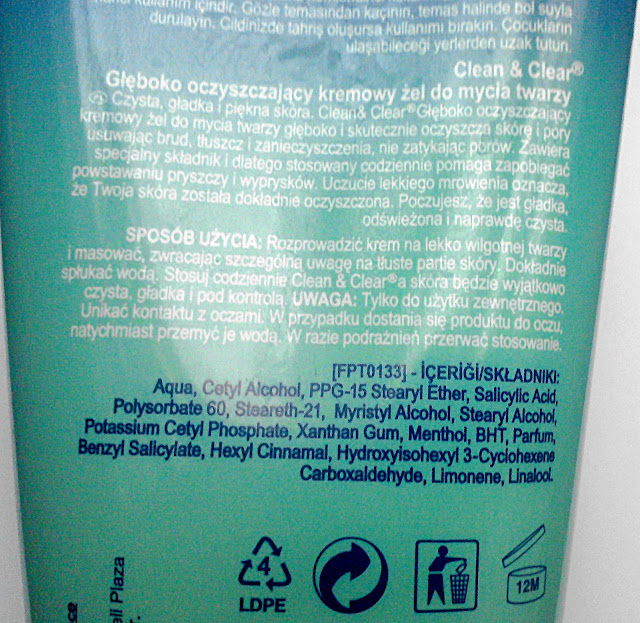 kullanım içindir. Gözle temasından kaçının, temas halinde bol suyla
durulayın. Cildinizde tahriş oluşursa kullanımı bırakın. Çocukların
ulaşabileceği yerlerden uzak tutun.
Clean & Clear®
Głęboko oczyszczający kremowy żel do mycia twarzy
Czysta, gładka i piękna skóra. Clean& Clear®Głęboko oczyszczający
kremowy żel do mycia twarzy głęboko i skutecznie oczyszcza skórę i pory
usuwając brud, tłuszcz i zanieczyszczenia, nie zatykając porów. Zawiera
specjalny składnik i dlatego stosowany codziennie pomaga zapobiegać
powstawaniu pryszczy i wyprysków. Uczucie lekkiego mrowienia oznacza,
że Twoja skóra została dokładnie oczyszczona. Poczujesz, że jest gładka,
odświeżona i naprawdę czysta.
SPOSÓB UŻYCIA: Rozprowadzić krem na lekko wilgotnej twarzy
i masować, zwracając szczególną uwagę na tłuste partie skóry. Dokładnie
spłukać wodą. Stosuj codziennie Clean & Clear®a skóra będzie wyjątkowo
czysta, gładka i pod kontrolą. UWAGA: Tylko do użytku zewnętrznego.
Unikać kontaktu z oczami. W przypadku dostania się produktu do oczu,
natychmiast przemyć je wodą. W razie podrażnień przerwać stosowanie.
[FPT0133] - İÇERİĞİ/SKŁADNIKI:
Aqua, Cetyl Alcohol, PPG-15 Stearyl Ether, Salicylic Acid,
Polysorbate 60, Steareth-21, Myristyl Alcohol, Stearyl Alcohol,
Potassium Cetyl Phosphate, Xanthan Gum, Menthol, BHT, Parfum,
Benzyl Salicylate, Hexyl Cinnamal, Hydroxyisohexyl 3-Cyclohexene
Carboxaldehyde, Limonene, Linalool.
4
LDPE
12M
Plaza